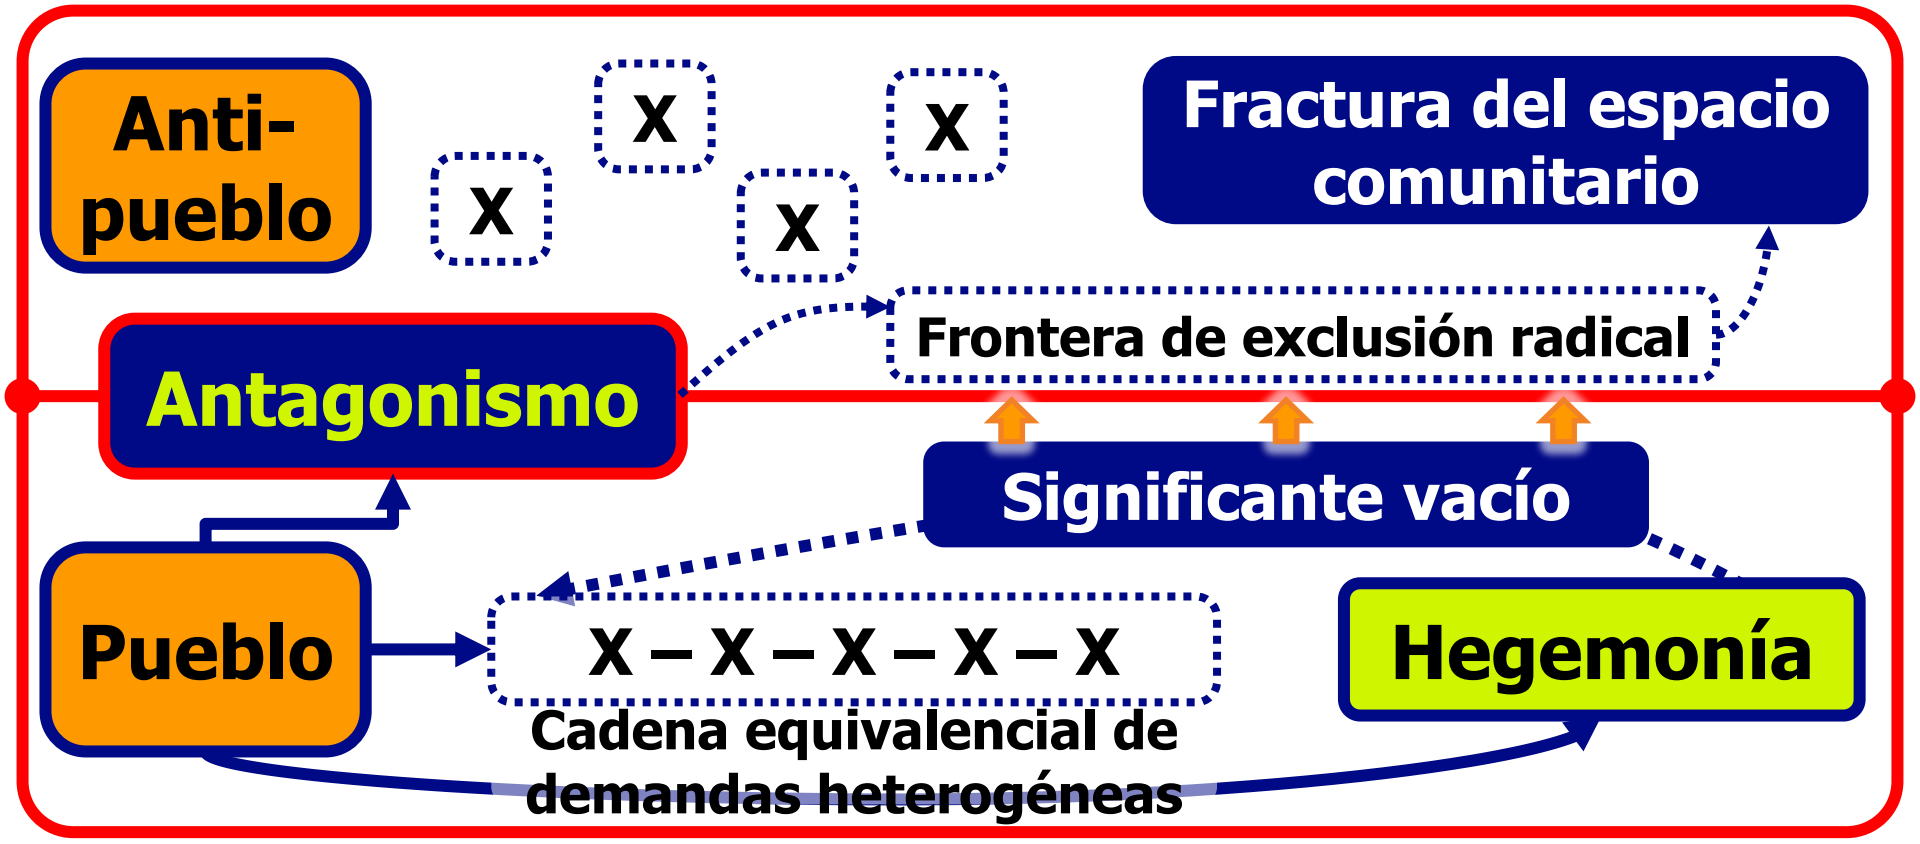 Anti-
pueblo
X
X
X
X
Fractura del espacio
comunitario
Frontera de exclusión radical
Antagonismo
Significante vacío
Pueblo
X – X – X – X – X
Cadena equivalencial de
demandas heterogéneas
Hegemonía